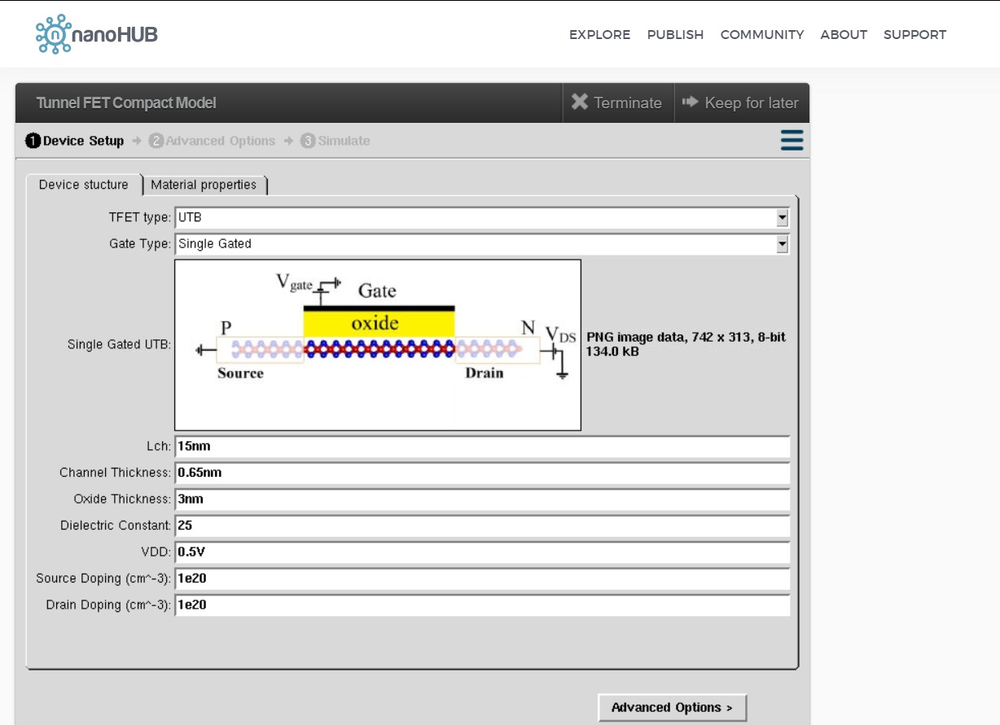 nanoHUB
EXPLORE PUBLISH COMMUNITY ABOUT SUPPORT
Tunnel FET Compact Model
Terminate
Keep for later
1 Device Setup 2 Advanced Options 3 Simulate
Device stucture
Material properties
TFET type: UTB
Gate Type: Single Gated
Single Gated UTB:
Vgate
Gate
oxide
P
N
VDS
Source
Drain
PNG image data, 742 x 313, 8-bit
134.0 kB
Lch: 15nm
Channel Thickness: 0.65nm
Oxide Thickness: 3nm
Dielectric Constant: 25
VDD: 0.5V
Source Doping (cm^-3): 1e20
Drain Doping (cm^-3): 1e20
Advanced Options >